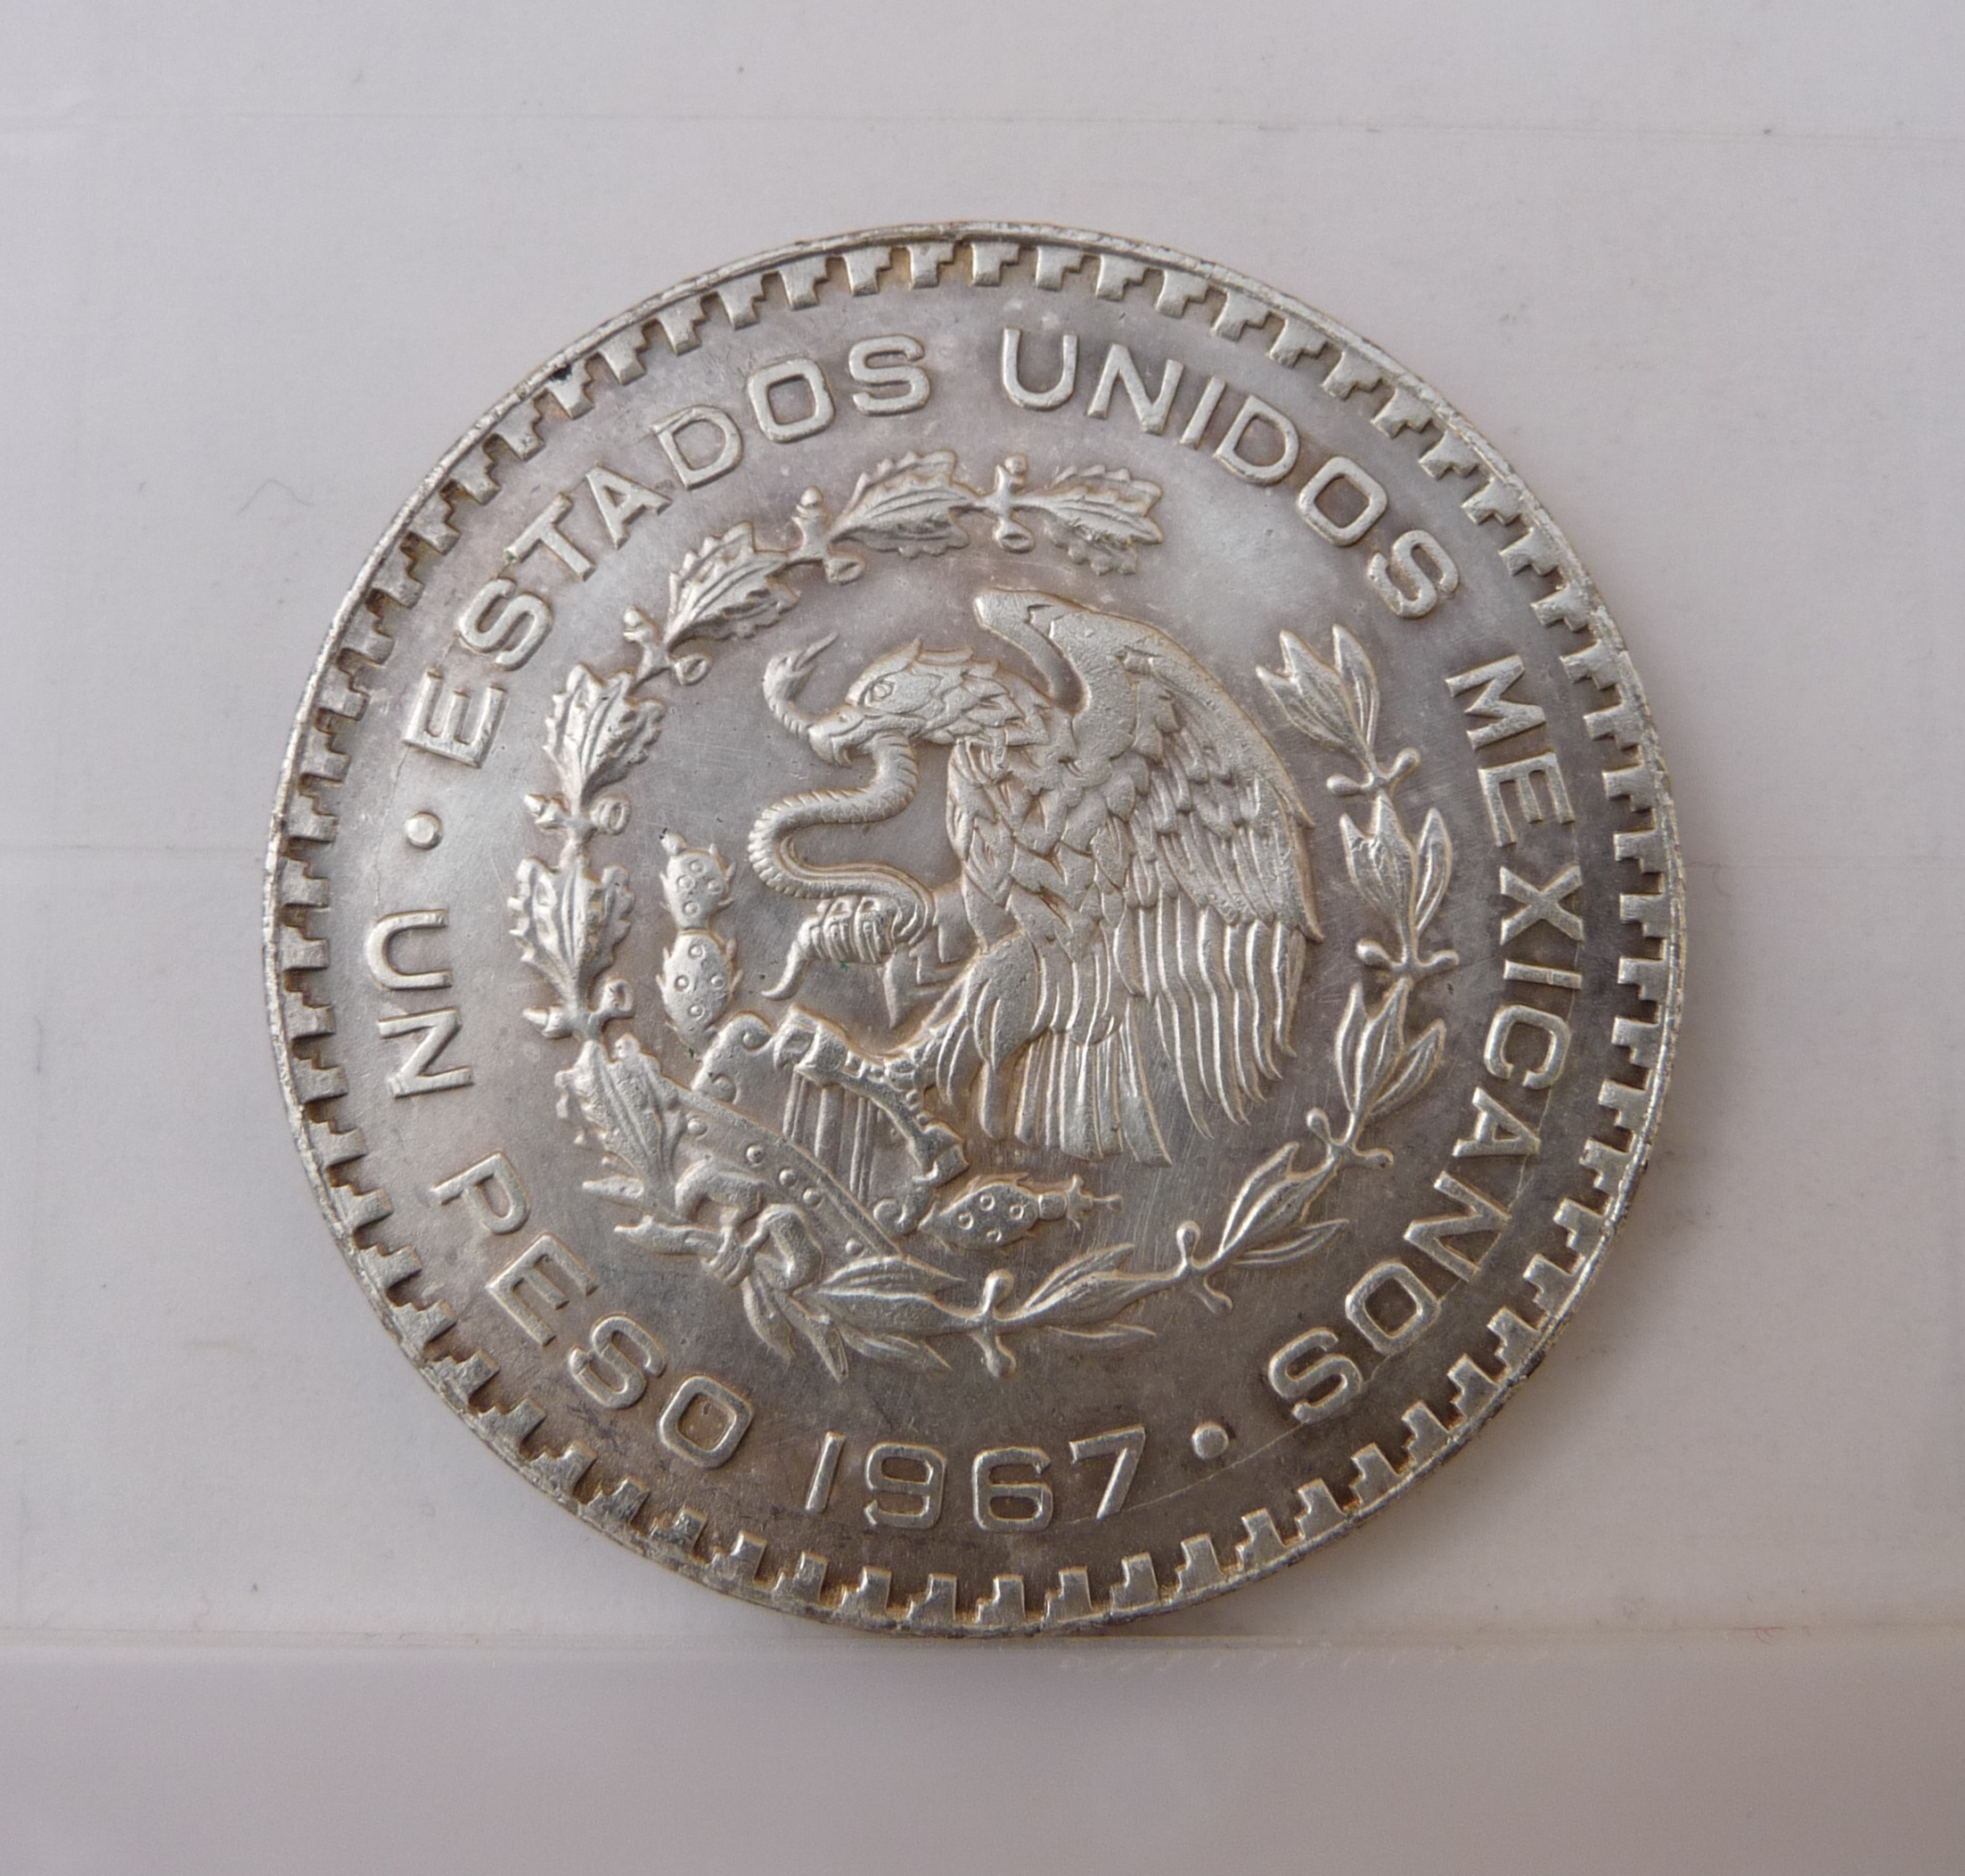 ESTADOS UNIDOS MEXICANOS
UN PESO 1967